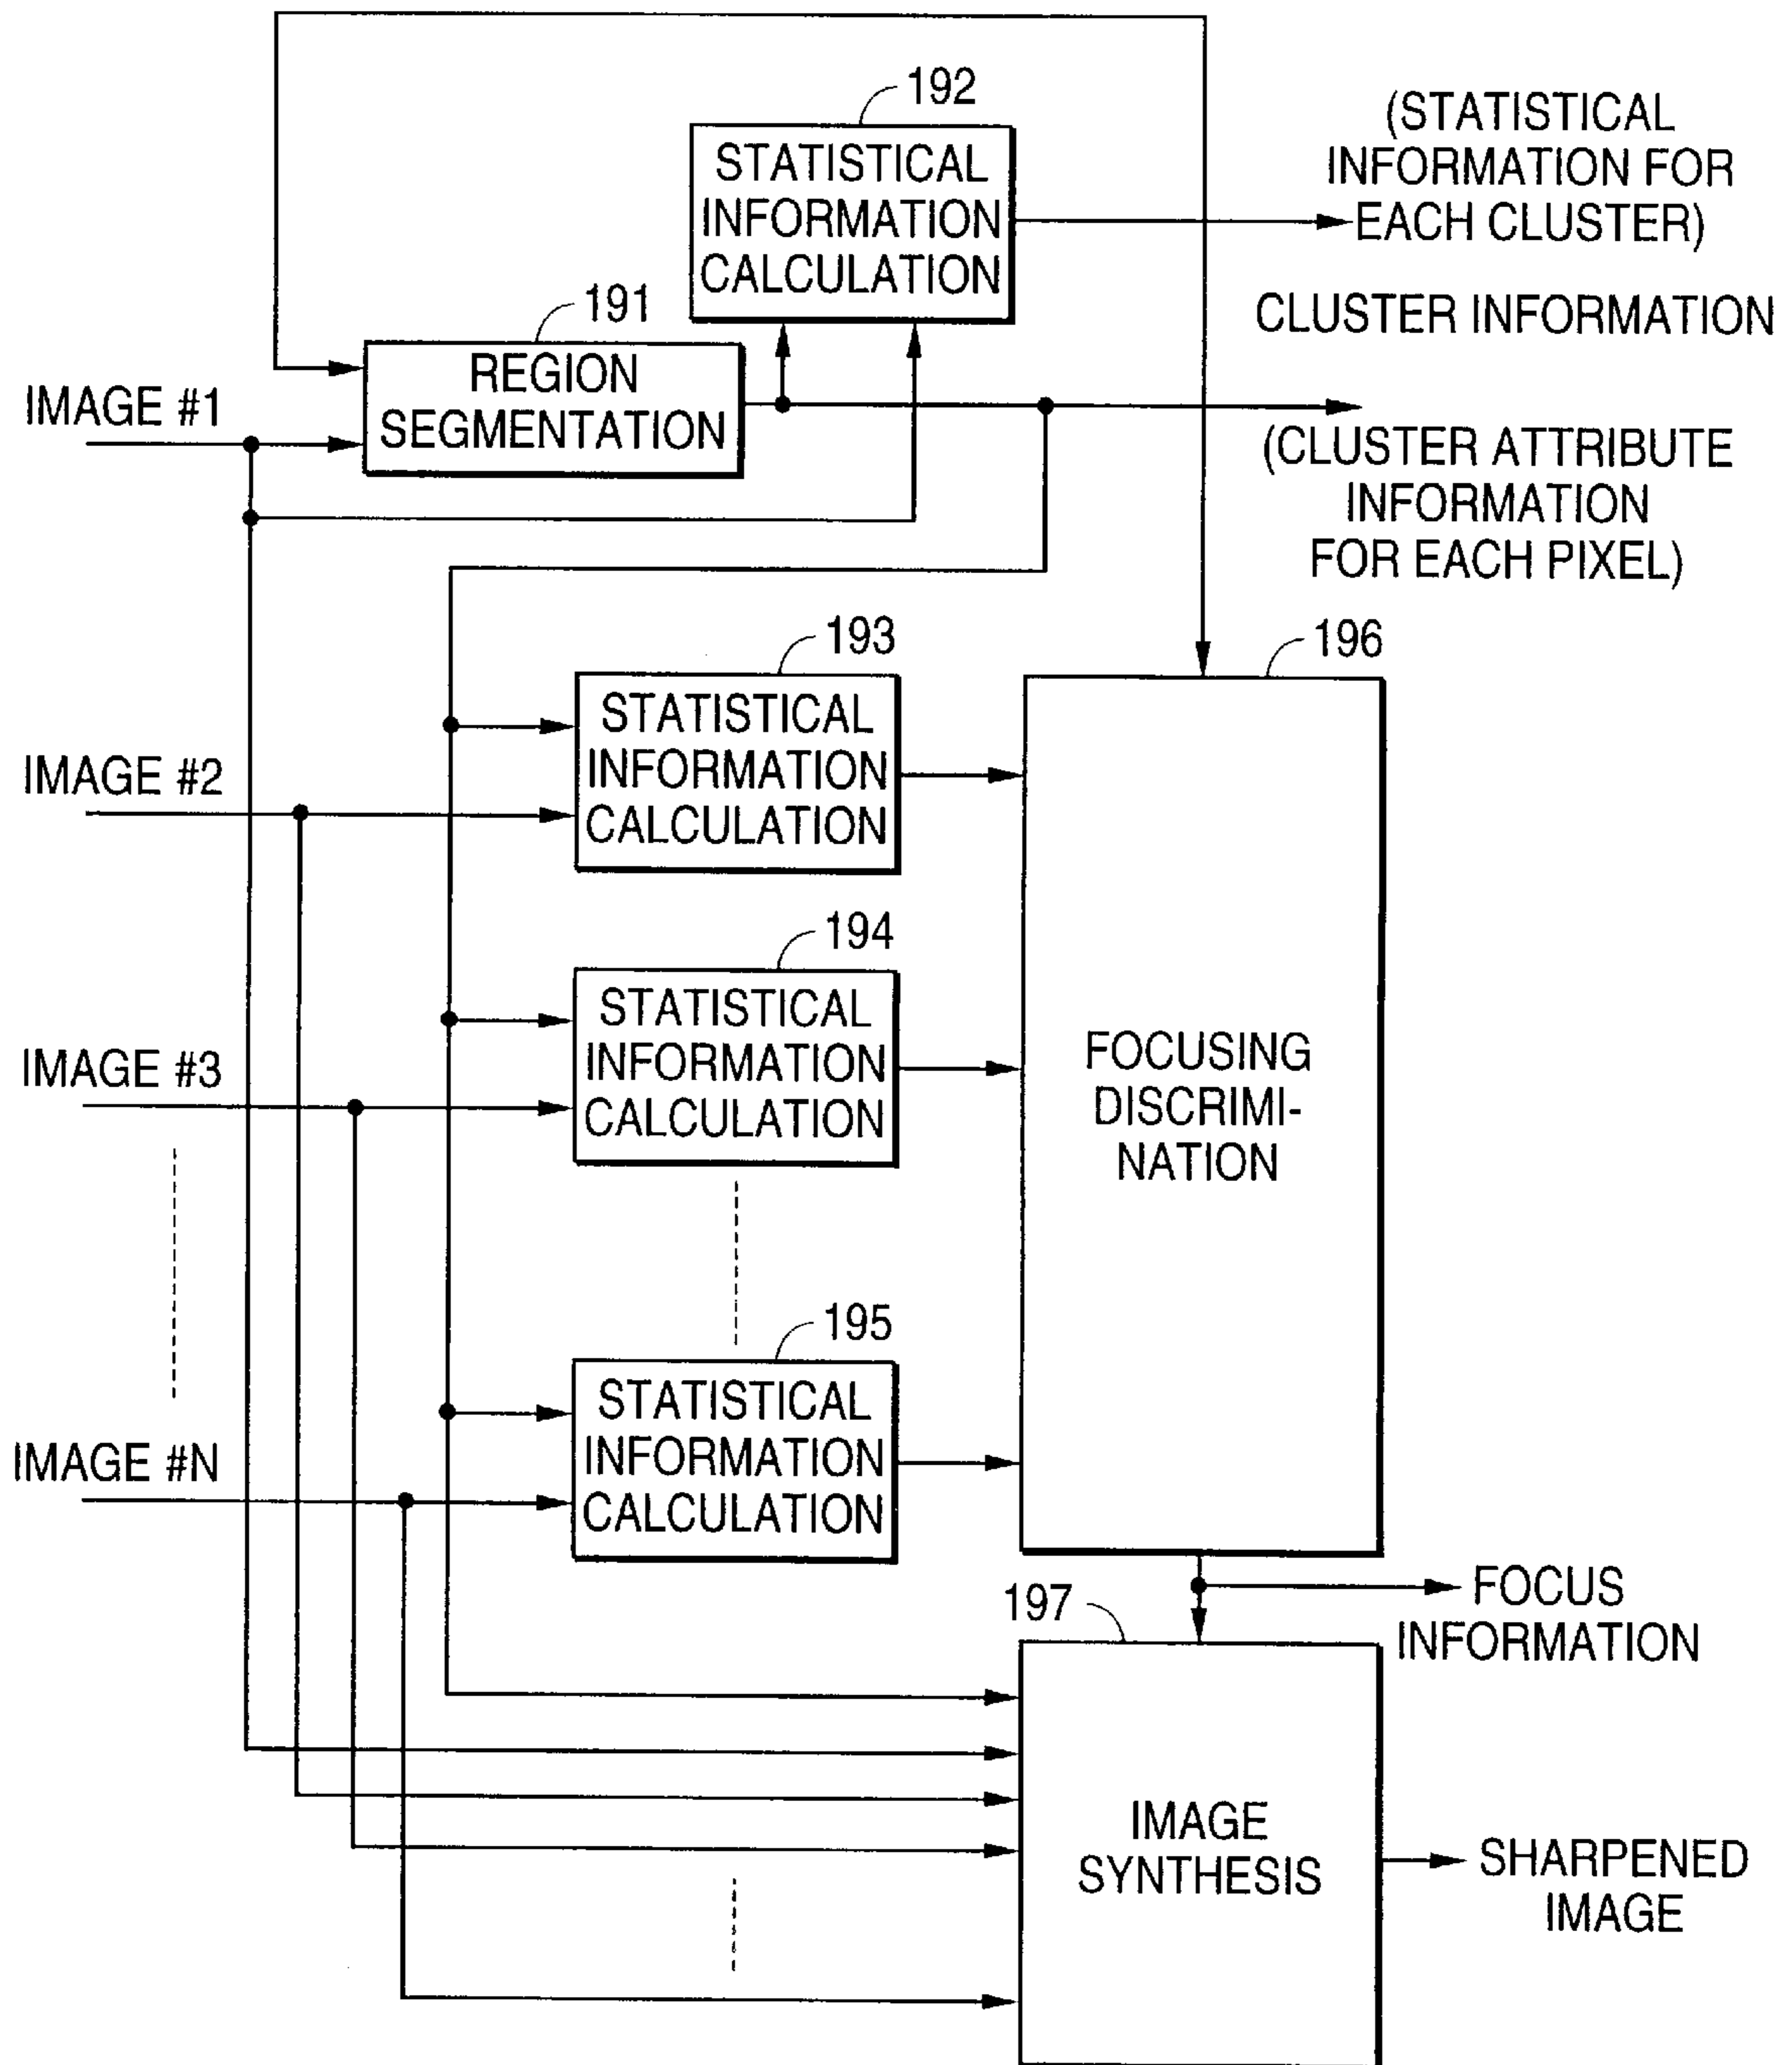 192
STATISTICAL
INFORMATION
CALCULATION
(STATISTICAL
INFORMATION FOR
EACH CLUSTER)
CLUSTER INFORMATION
191
REGION
SEGMENTATION
IMAGE #1
(CLUSTER ATTRIBUTE
INFORMATION
FOR EACH PIXEL)
193
STATISTICAL
INFORMATION
CALCULATION
IMAGE #2
196
FOCUSING
DISCRIMI-
NATION
194
STATISTICAL
INFORMATION
CALCULATION
IMAGE #3
195
STATISTICAL
INFORMATION
CALCULATION
IMAGE #N
FOCUS
INFORMATION
197
IMAGE
SYNTHESIS
SHARPENED
IMAGE